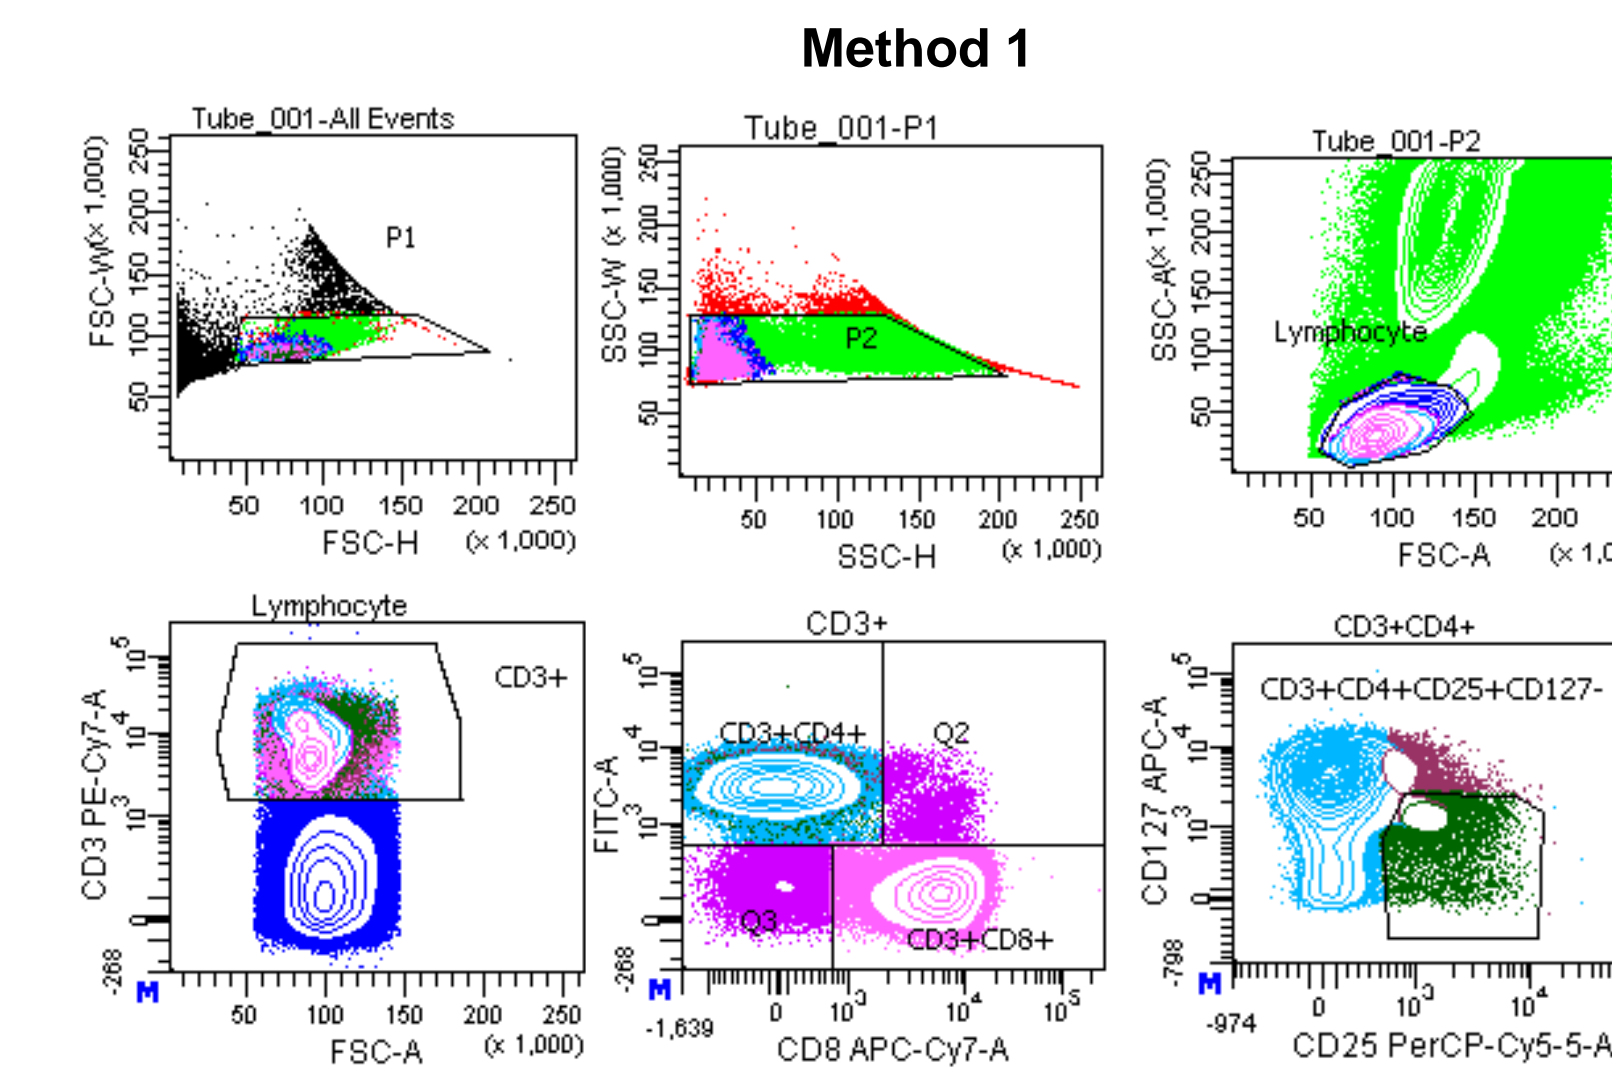 Method 1
Tube_001-All Events
FSC-W (× 1,000)
250
200
150
100
50
P1
50 100 150 200 250
FSC-H (× 1,000)
Tube_001-P1
SSC-W (× 1,000)
250
200
150
100
50
P2
50 100 150 200 250
SSC-H (× 1,000)
Tube_001-P2
SSC-A (× 1,000)
250
200
150
100
50
Lymphocyte
50 100 150 200
FSC-A (× 1,0
Lymphocyte
CD3 PE-Cy7-A
10^5
10^4
10^3
0
-268
CD3+
M
50 100 150 200 250
FSC-A (× 1,000)
CD3+
FITC-A
10^5
10^4
10^3
0
-268
CD3+CD4+ Q2
Q3 CD3+CD8+
M
-1,639 0 10^3 10^4 10^5
CD8 APC-Cy7-A
CD3+CD4+
CD127 APC-A
10^5
10^4
10^3
0
-798
CD3+CD4+CD25+CD127-
M
-974 0 10^3 10^4
CD25 PerCP-Cy5-5-A